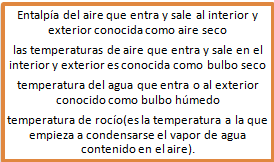 Entalpía del aire que entra y sale al interior y
exterior conocida como aire seco
las temperaturas de aire que entra y sale en el
interior y exterior es conocida como bulbo seco
temperatura del agua que entra o al exterior
conocido como bulbo húmedo
temperatura de rocío(es la temperatura a la que
empieza a condensarse el vapor de agua
contenido en el aire).